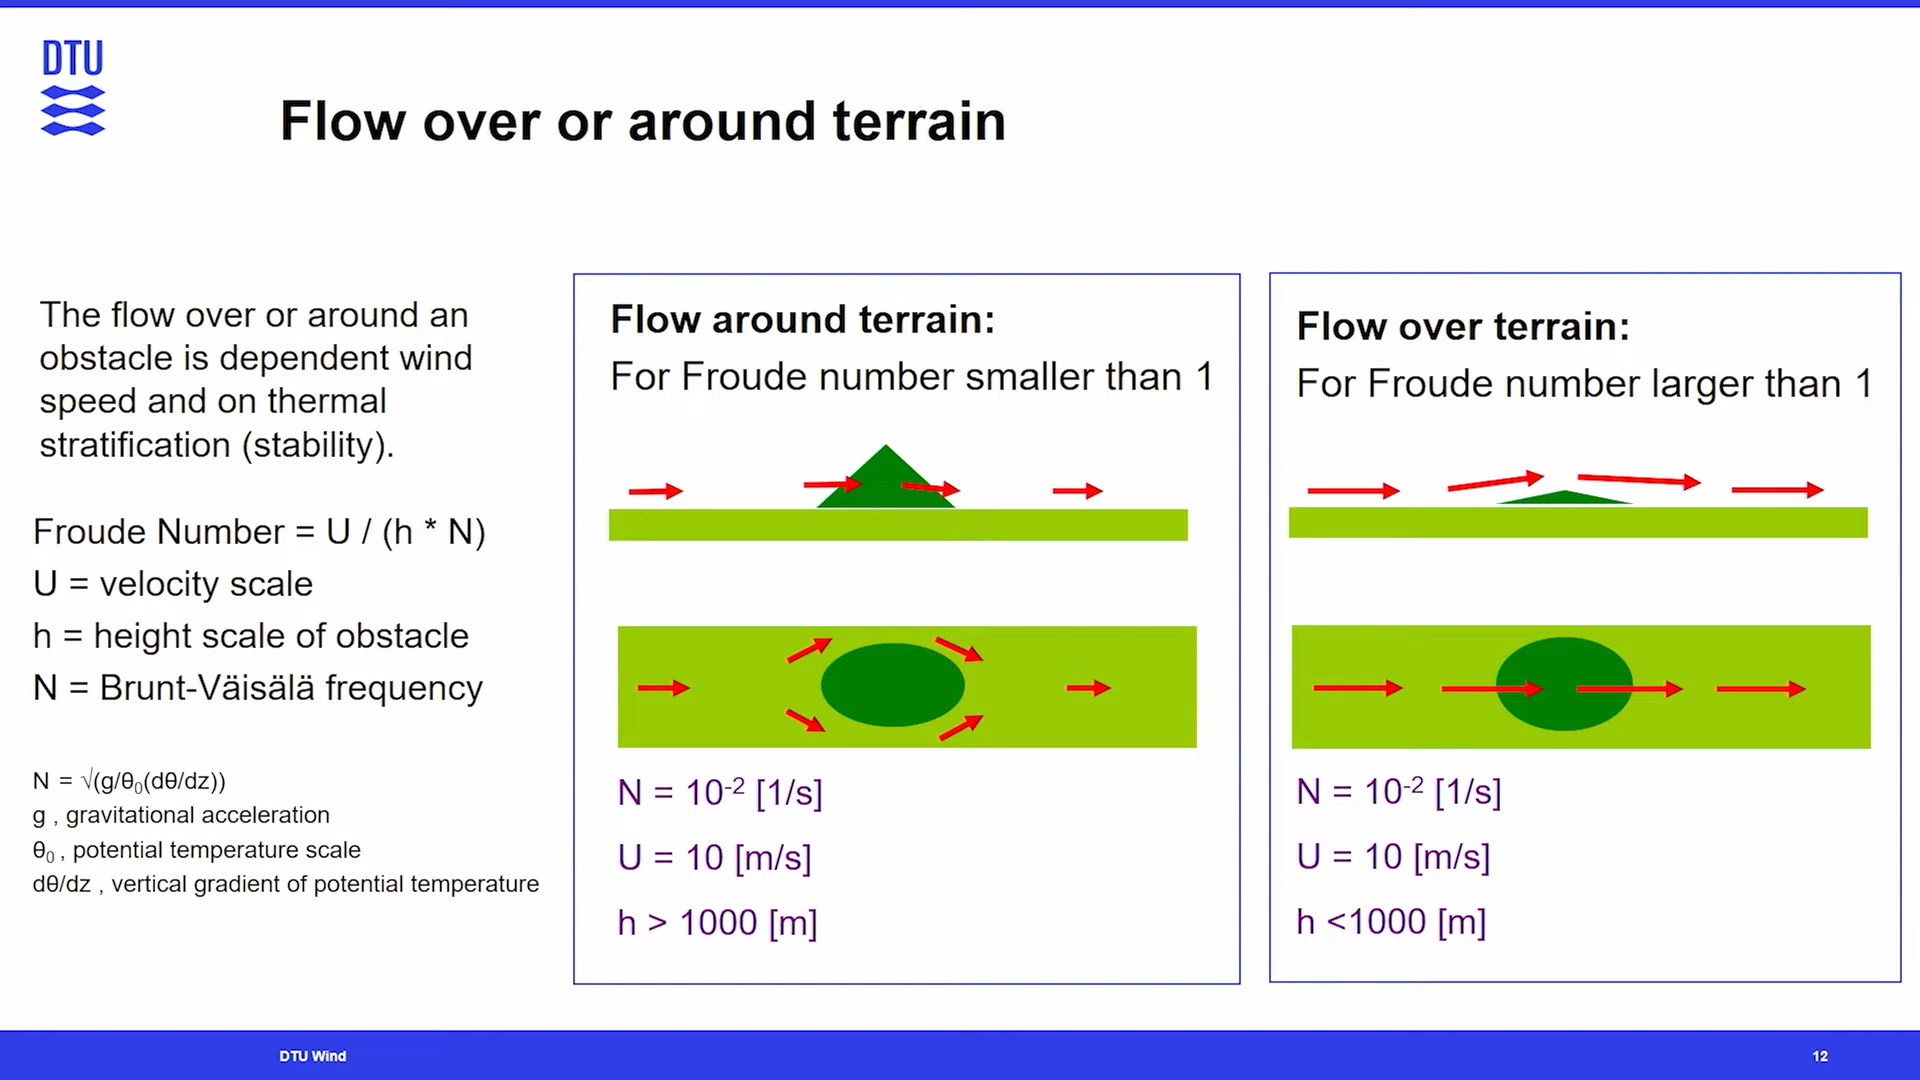 DTU
Flow over or around terrain
The flow over or around an
obstacle is dependent wind
speed and on thermal
stratification (stability).
Froude Number = U / (h * N)
U = velocity scale
h = height scale of obstacle
N = Brunt-Väisälä frequency
N = √(g/θ₀(dθ/dz))
g , gravitational acceleration
θ₀ , potential temperature scale
dθ/dz , vertical gradient of potential temperature
Flow around terrain:
For Froude number smaller than 1
N = 10⁻² [1/s]
U = 10 [m/s]
h > 1000 [m]
Flow over terrain:
For Froude number larger than 1
N = 10⁻² [1/s]
U = 10 [m/s]
h <1000 [m]
DTU Wind
12